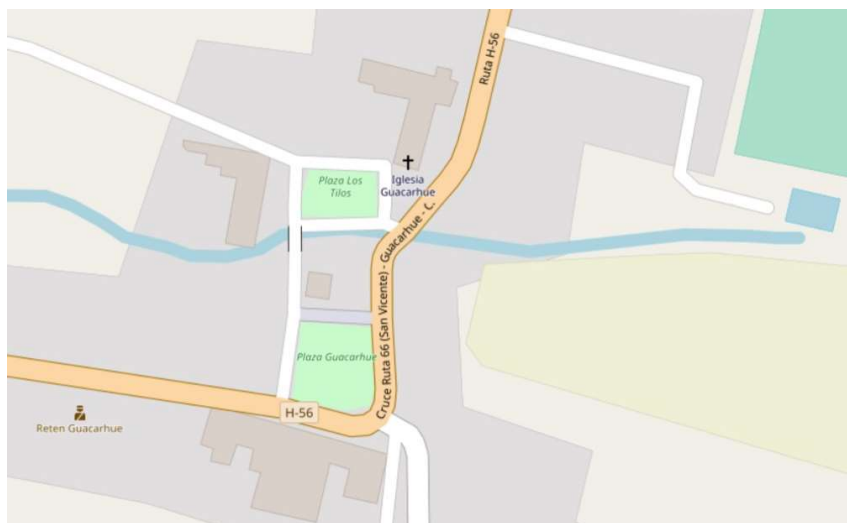 Ruta H-56
Plaza Los
Tilos
Iglesia
Guacarhue
Cruce Ruta 66 (San Vicente) - Guacarhue - C.
Plaza Guacarhue
H-56
Reten Guacarhue